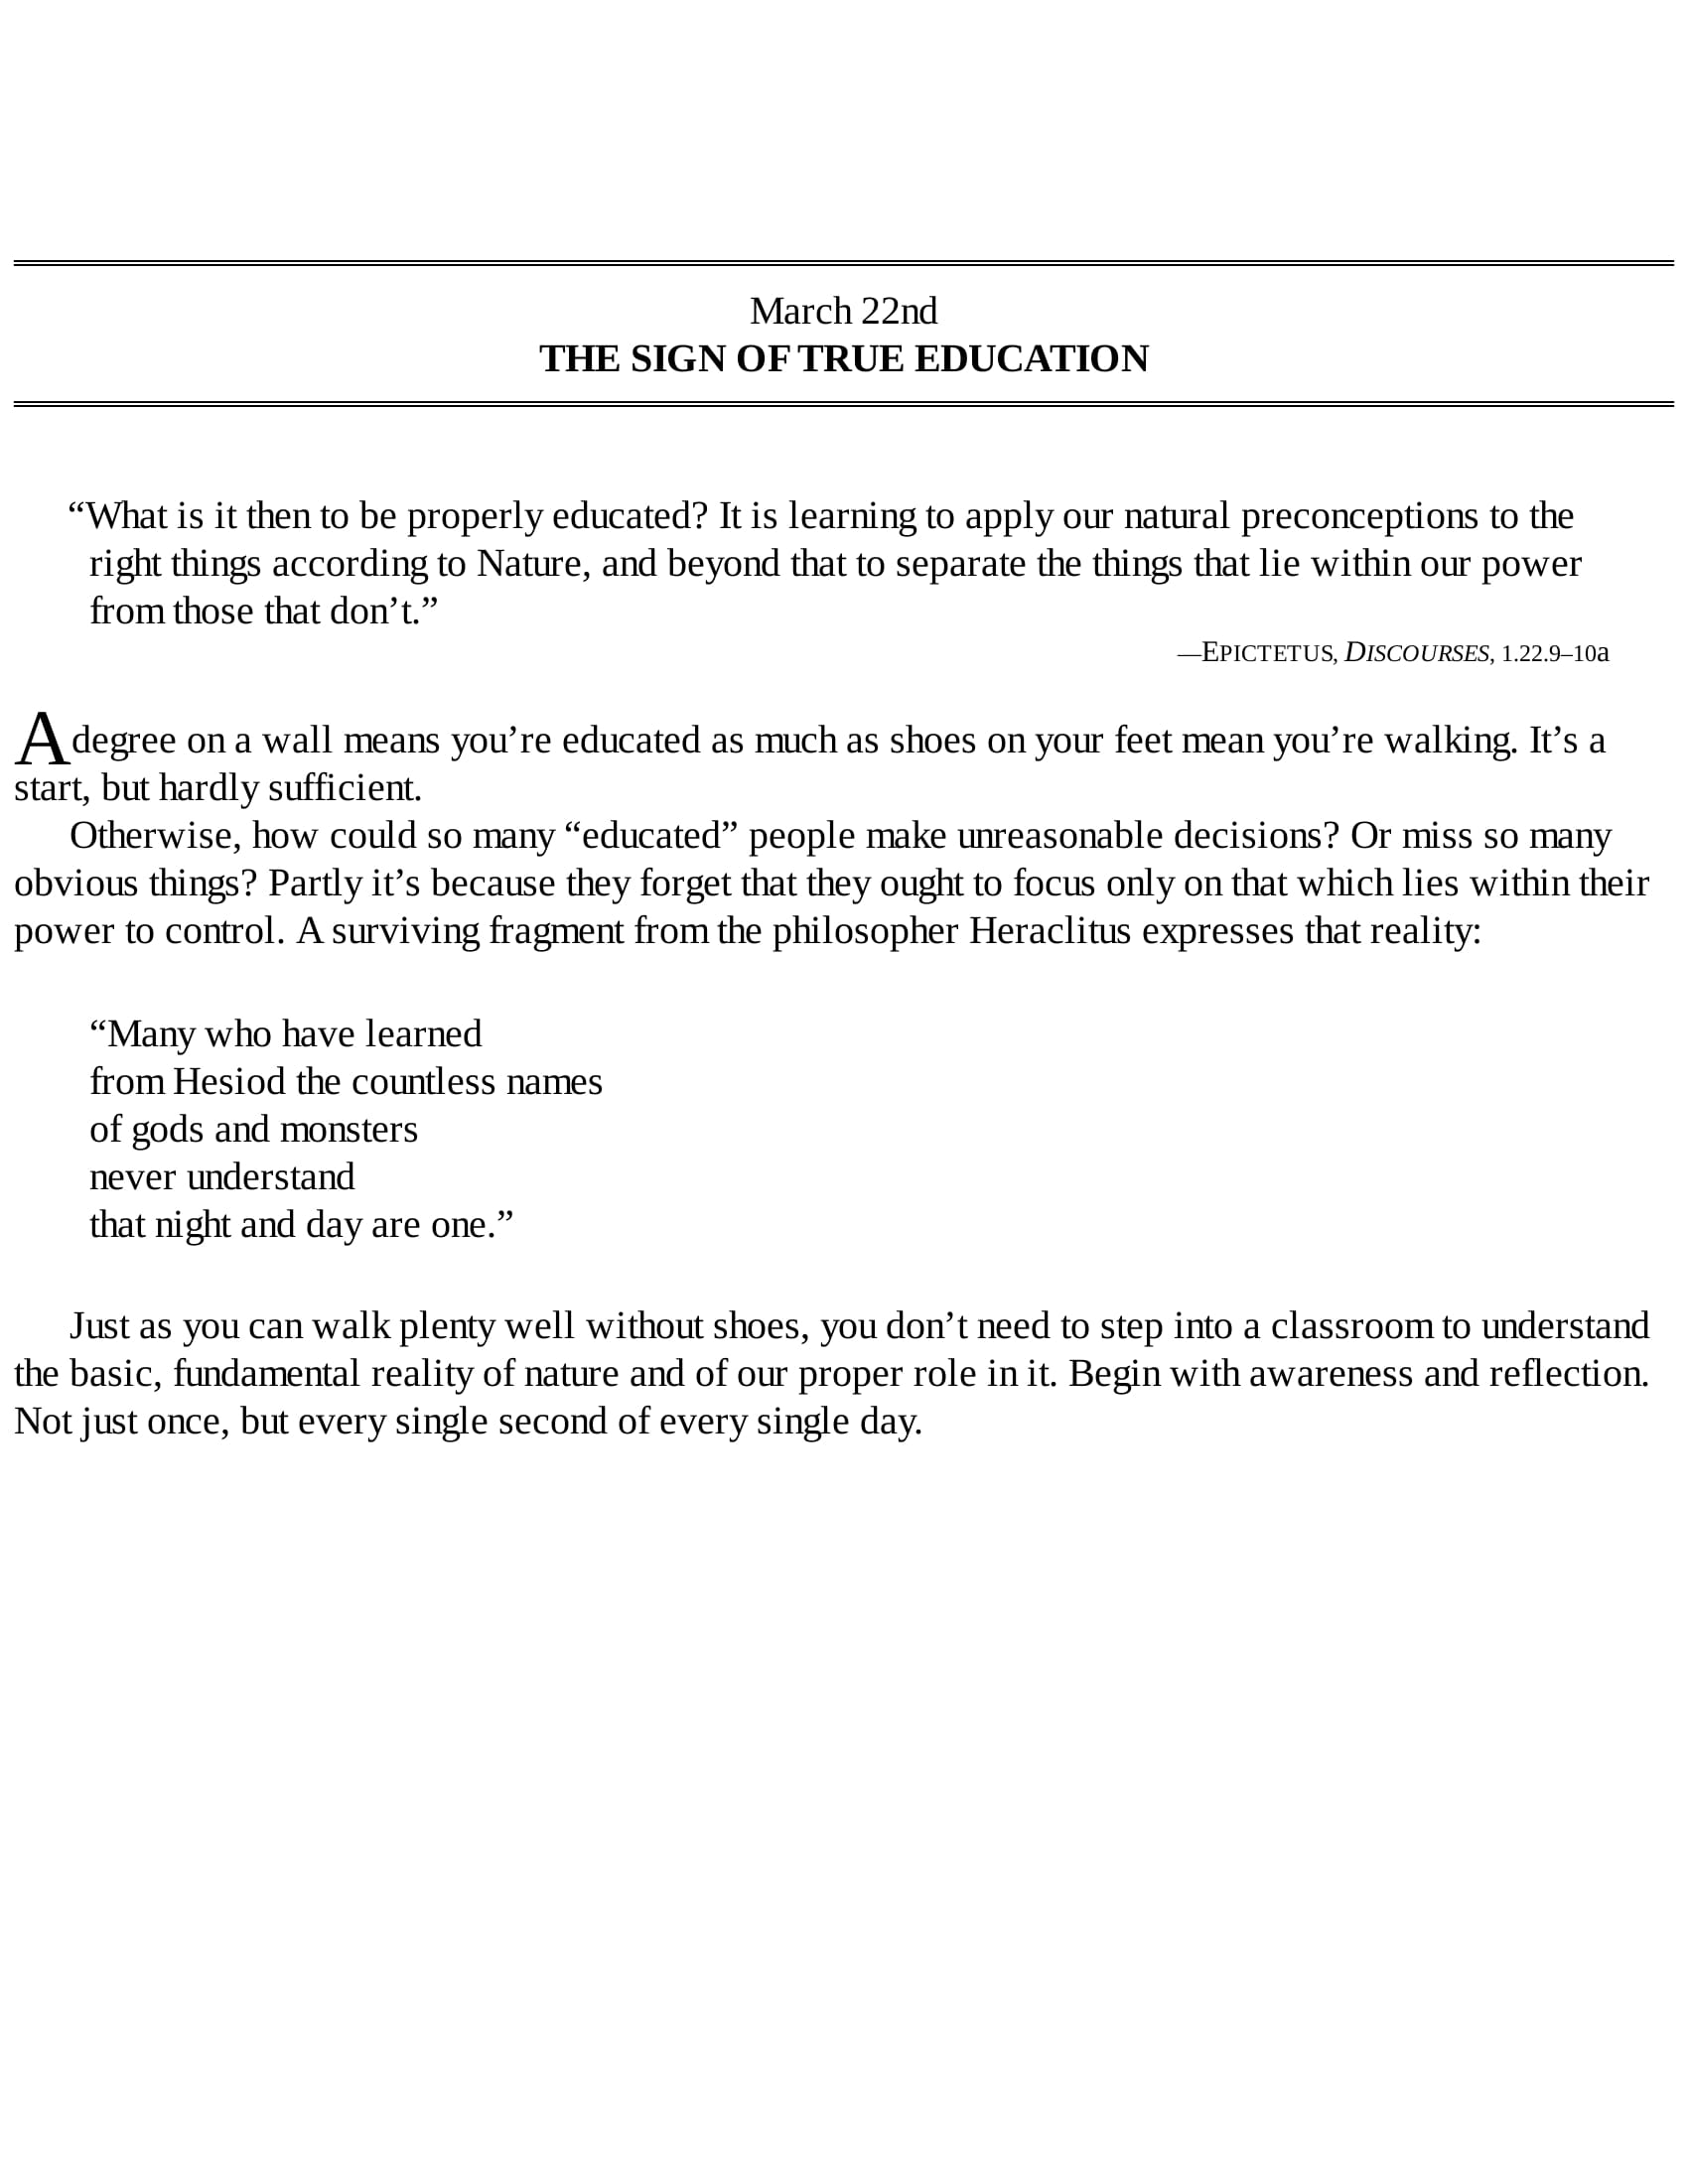 March 22nd
THE SIGN OF TRUE EDUCATION
“What is it then to be properly educated? It is learning to apply our natural preconceptions to the
right things according to Nature, and beyond that to separate the things that lie within our power
from those that don’t.”
—EPICTETUS, DISCOURSES, 1.22.9–10a
A degree on a wall means you’re educated as much as shoes on your feet mean you’re walking. It’s a
start, but hardly sufficient.
Otherwise, how could so many “educated” people make unreasonable decisions? Or miss so many
obvious things? Partly it’s because they forget that they ought to focus only on that which lies within their
power to control. A surviving fragment from the philosopher Heraclitus expresses that reality:
“Many who have learned
from Hesiod the countless names
of gods and monsters
never understand
that night and day are one.”
Just as you can walk plenty well without shoes, you don’t need to step into a classroom to understand
the basic, fundamental reality of nature and of our proper role in it. Begin with awareness and reflection.
Not just once, but every single second of every single day.